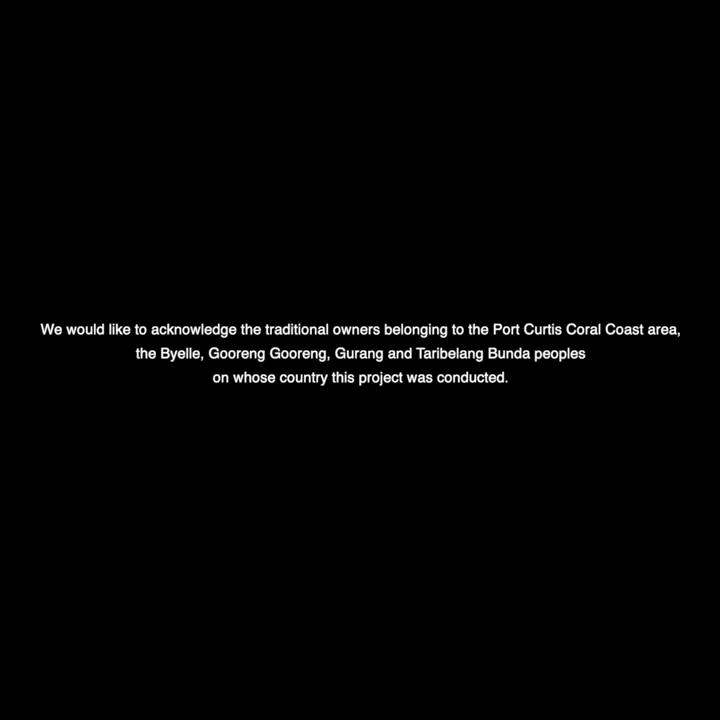 We would like to acknowledge the traditional owners belonging to the Port Curtis Coral Coast area,
the Byelle, Gooreng Gooreng, Gurang and Taribelang Bunda peoples
on whose country this project was conducted.